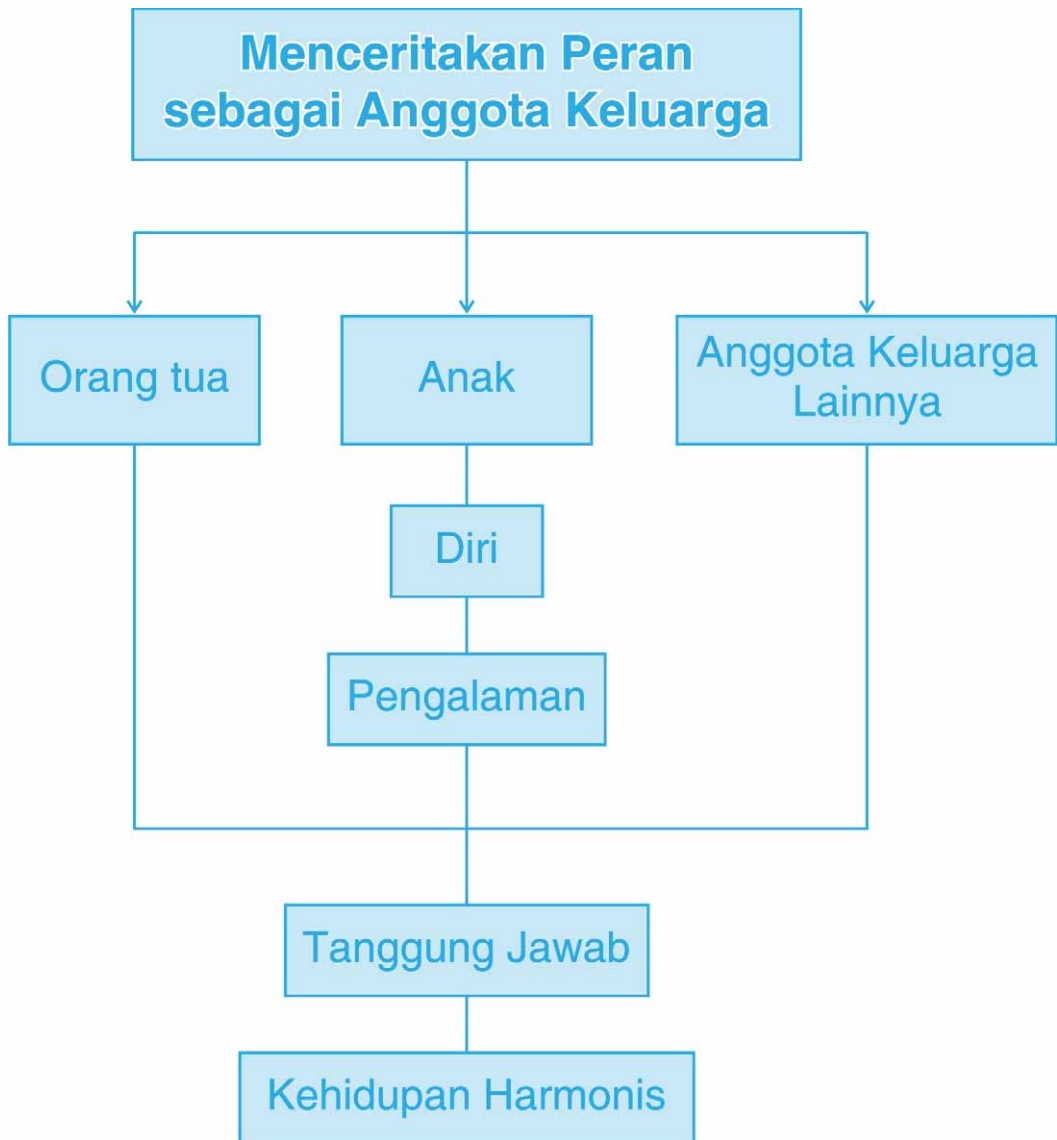 Menceritakan Peran
sebagai Anggota Keluarga
Orang tua
Anak
Anggota Keluarga
Lainnya
Diri
Pengalaman
Tanggung Jawab
Kehidupan Harmonis